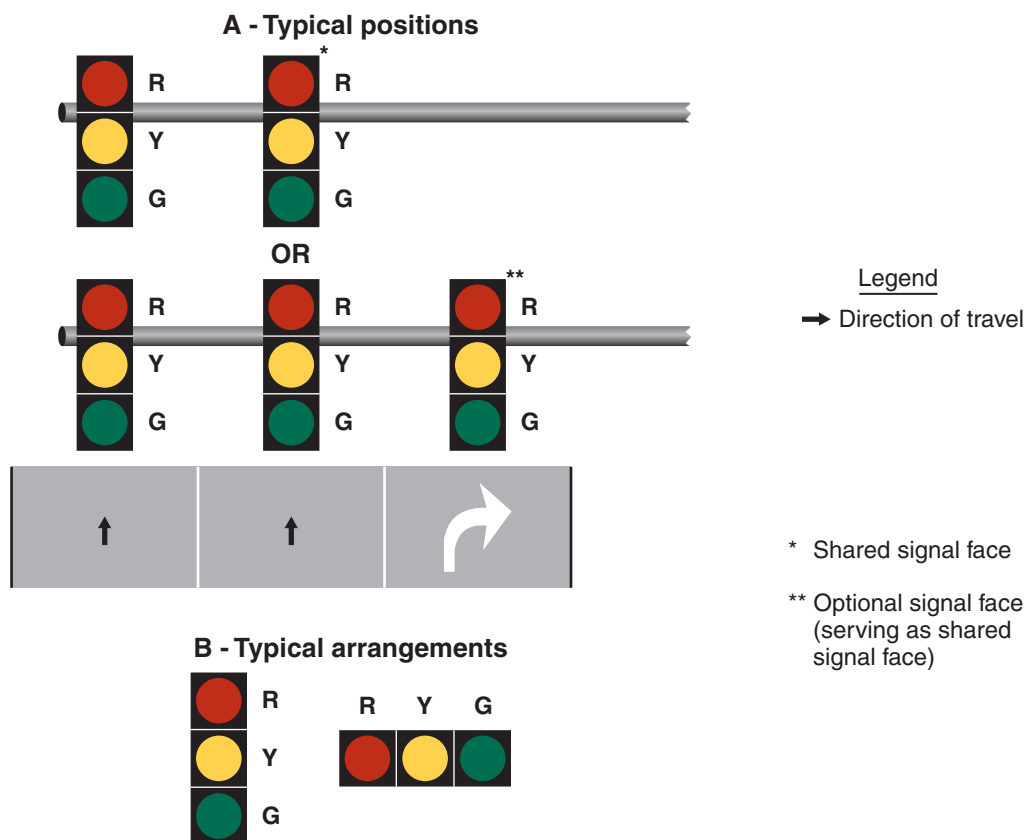 A - Typical positions
*
R R
Y Y
G G
OR
**
R R R
Y Y Y
G G G
Legend
Direction of travel
* Shared signal face
** Optional signal face
(serving as shared
signal face)
B - Typical arrangements
R
Y
G
R Y G